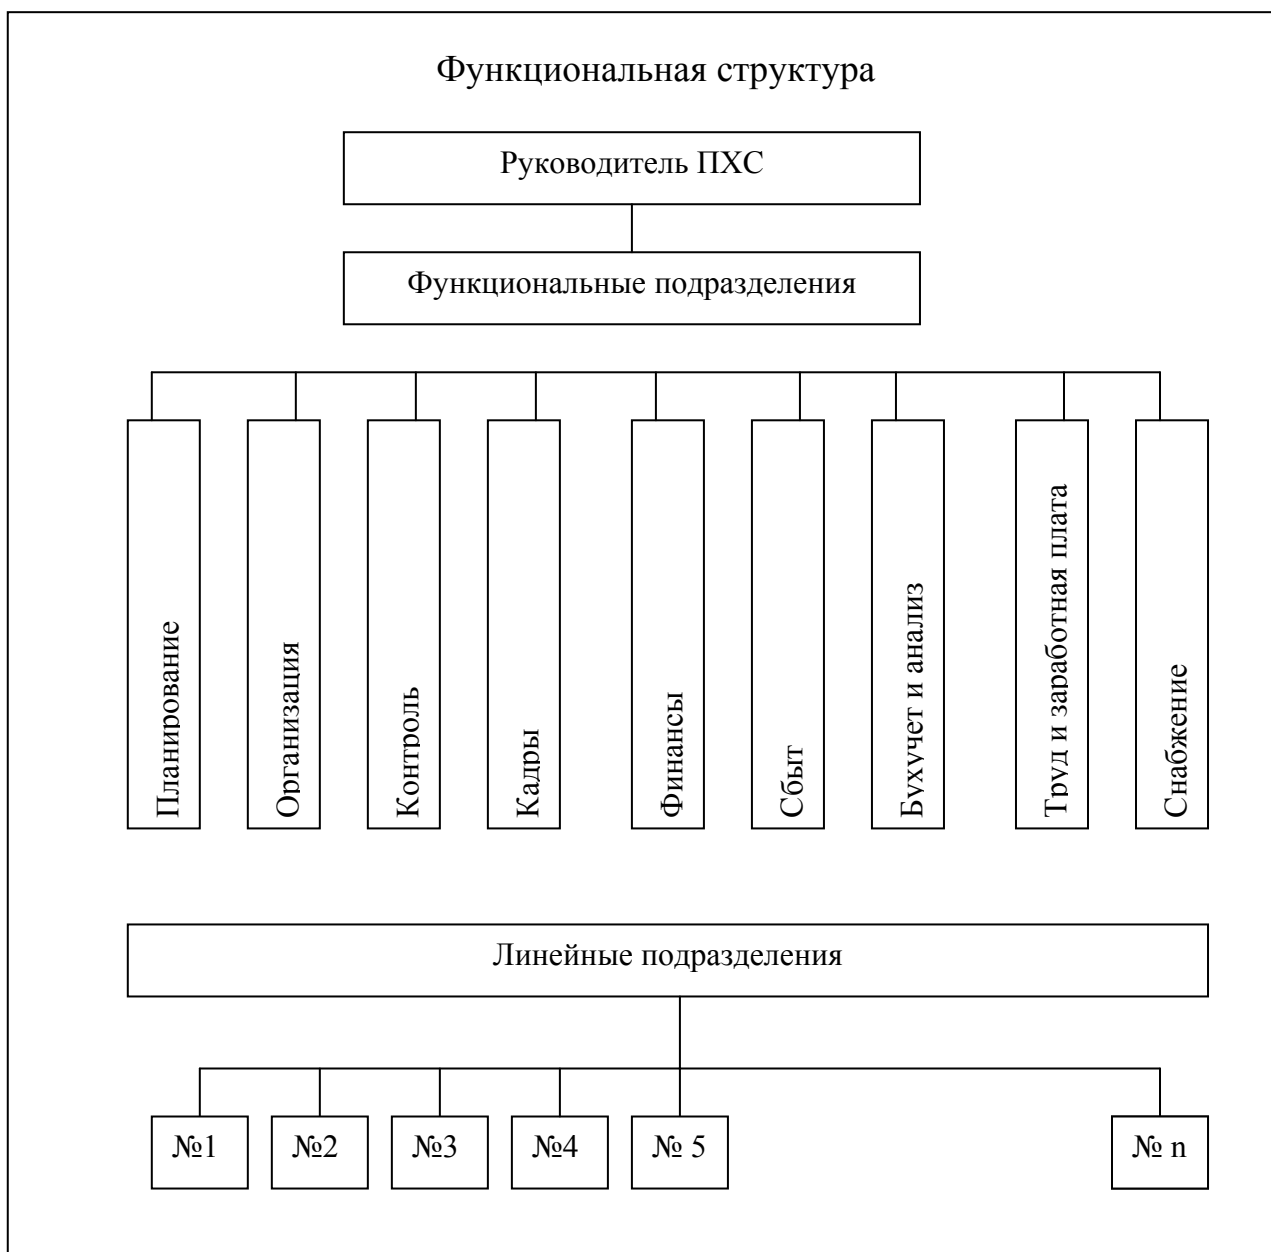 Функциональная структура
Руководитель ПХС
Функциональные подразделения
Планирование
Организация
Контроль
Кадры
Финансы
Сбыт
Бухучет и анализ
Труд и заработная плата
Снабжение
Линейные подразделения
№1
№2
№3
№4
№ 5
№ n